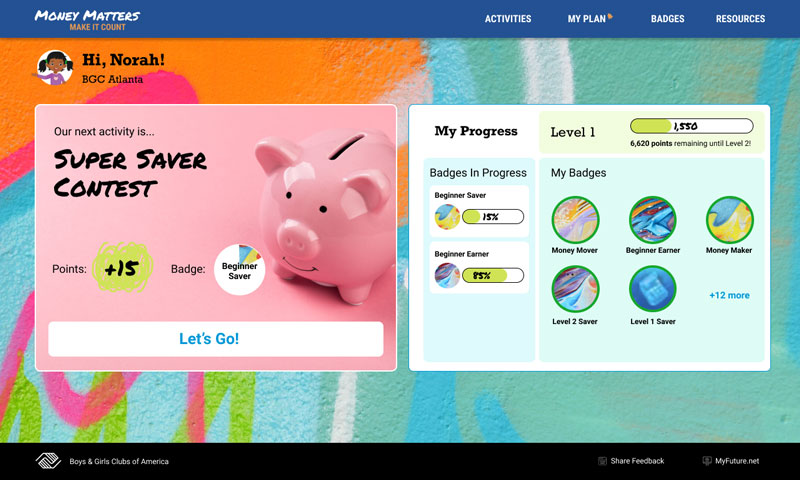 MONEY MATTERS
MAKE IT COUNT
ACTIVITIES
MY PLAN
BADGES
RESOURCES
Hi, Norah!
BGC Atlanta
Our next activity is...
SUPER SAVER
CONTEST
Points:
+15
Badge:
Beginner
Saver
Let's Go!
My Progress
Level 1
1,550
6,620 points remaining until Level 2!
Badges In Progress
Beginner Saver
15%
Beginner Earner
85%
My Badges
Money Mover
Beginner Earner
Money Maker
Level 2 Saver
Level 1 Saver
+12 more
Boys & Girls Clubs of America
Share Feedback
MyFuture.net